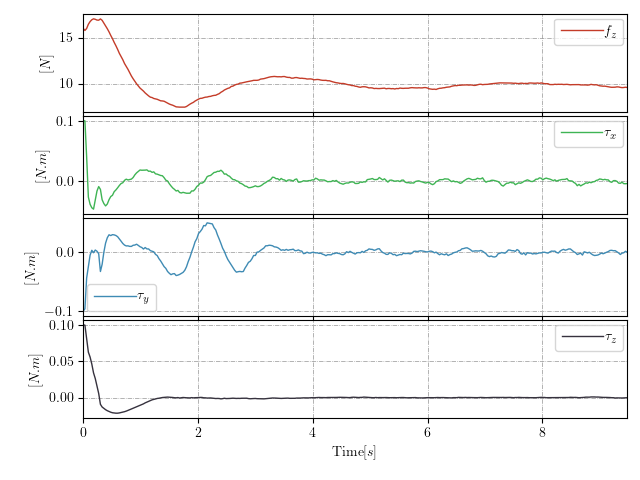 15
10
[N]
f_z
0.1
0.0
[N.m]
τ_x
0.0
−0.1
[N.m]
τ_y
0.10
0.05
0.00
[N.m]
τ_z
0 2 4 6 8
Time[s]